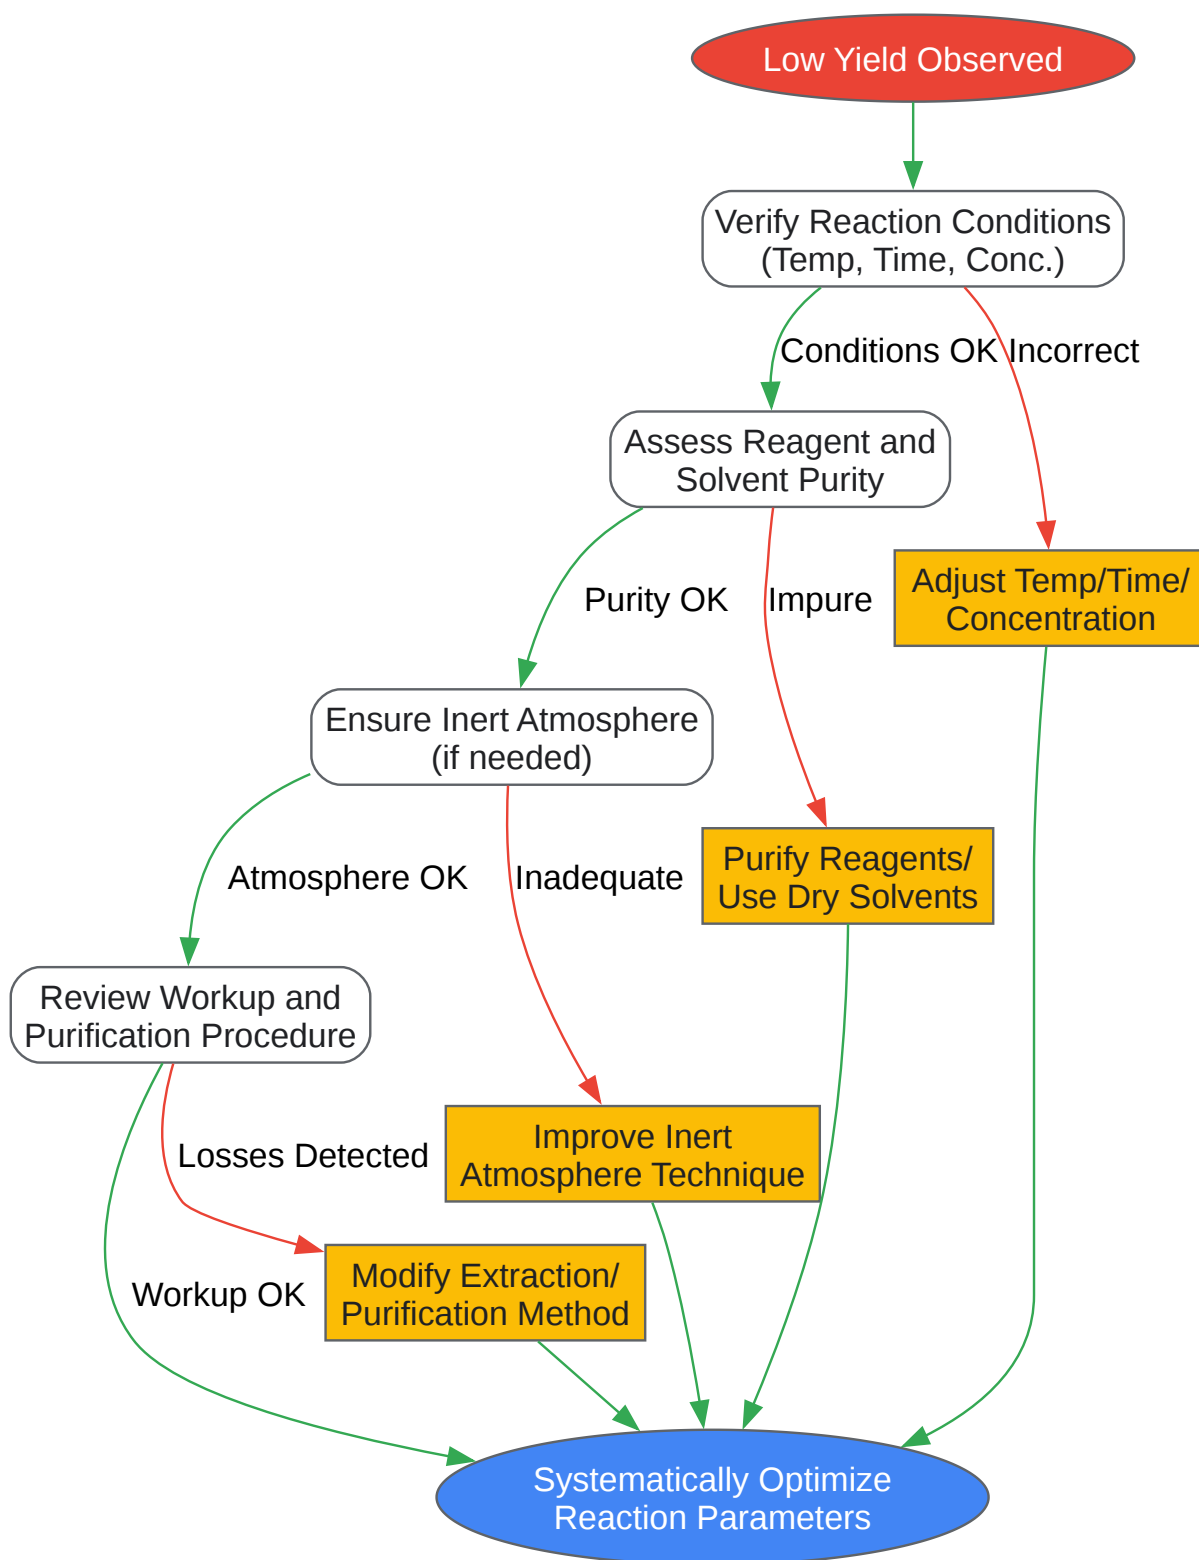 Low Yield Observed
Verify Reaction Conditions
(Temp, Time, Conc.)
Conditions OK
Incorrect
Assess Reagent and
Solvent Purity
Adjust Temp/Time/
Concentration
Purity OK
Impure
Ensure Inert Atmosphere
(if needed)
Purify Reagents/
Use Dry Solvents
Atmosphere OK
Inadequate
Review Workup and
Purification Procedure
Improve Inert
Atmosphere Technique
Losses Detected
Modify Extraction/
Purification Method
Workup OK
Systematically Optimize
Reaction Parameters